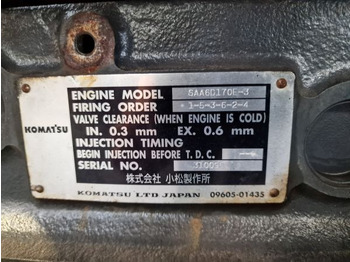 ENGINE MODEL SAA6D170E-3
FIRING ORDER 1-5-3-6-2-4
VALVE CLEARANCE (WHEN ENGINE IS COLD)
KOMATSU
IN. 0.3 mm EX. 0.6 mm
INJECTION TIMING
BEGIN INJECTION BEFORE T.D.C. —
SERIAL NO.
株式会社 小松製作所
KOMATSU LTD JAPAN 09605-01435